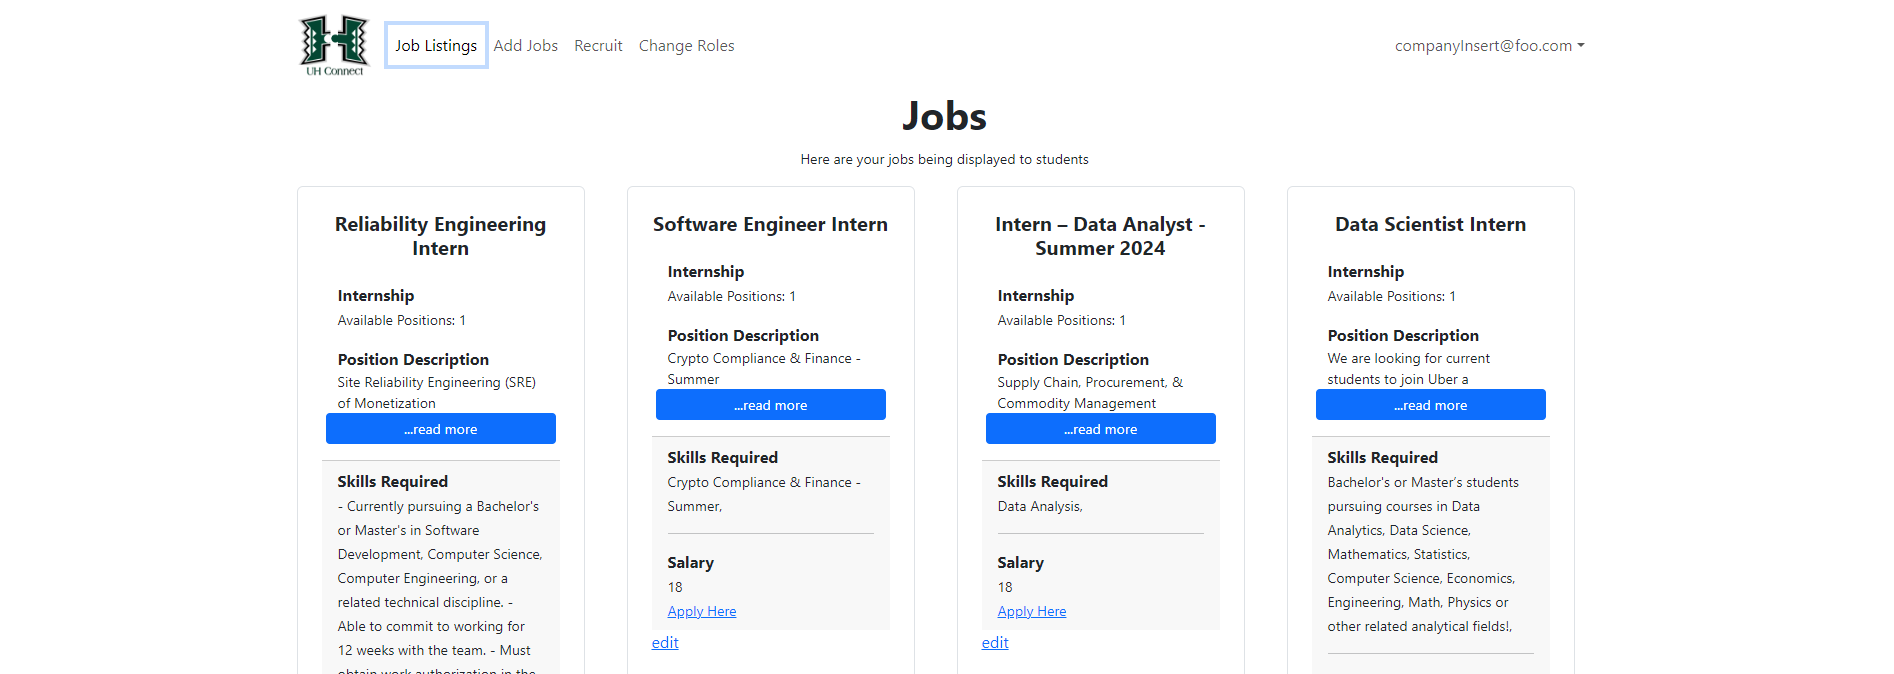 UH Connect
Job Listings Add Jobs Recruit Change Roles companyInsert@foo.com
Jobs
Here are your jobs being displayed to students
Reliability Engineering
Intern
Internship
Available Positions: 1
Position Description
Site Reliability Engineering (SRE)
of Monetization
...read more
Skills Required
- Currently pursuing a Bachelor's
or Master's in Software
Development, Computer Science,
Computer Engineering, or a
related technical discipline. -
Able to commit to working for
12 weeks with the team. - Must
obtain work authorization in the
Software Engineer Intern
Internship
Available Positions: 1
Position Description
Crypto Compliance & Finance -
Summer
...read more
Skills Required
Crypto Compliance & Finance -
Summer,
Salary
18
Apply Here
edit
Intern – Data Analyst -
Summer 2024
Internship
Available Positions: 1
Position Description
Supply Chain, Procurement, &
Commodity Management
...read more
Skills Required
Data Analysis,
Salary
18
Apply Here
edit
Data Scientist Intern
Internship
Available Positions: 1
Position Description
We are looking for current
students to join Uber a
...read more
Skills Required
Bachelor's or Master’s students
pursuing courses in Data
Analytics, Data Science,
Mathematics, Statistics,
Computer Science, Economics,
Engineering, Math, Physics or
other related analytical fields!,